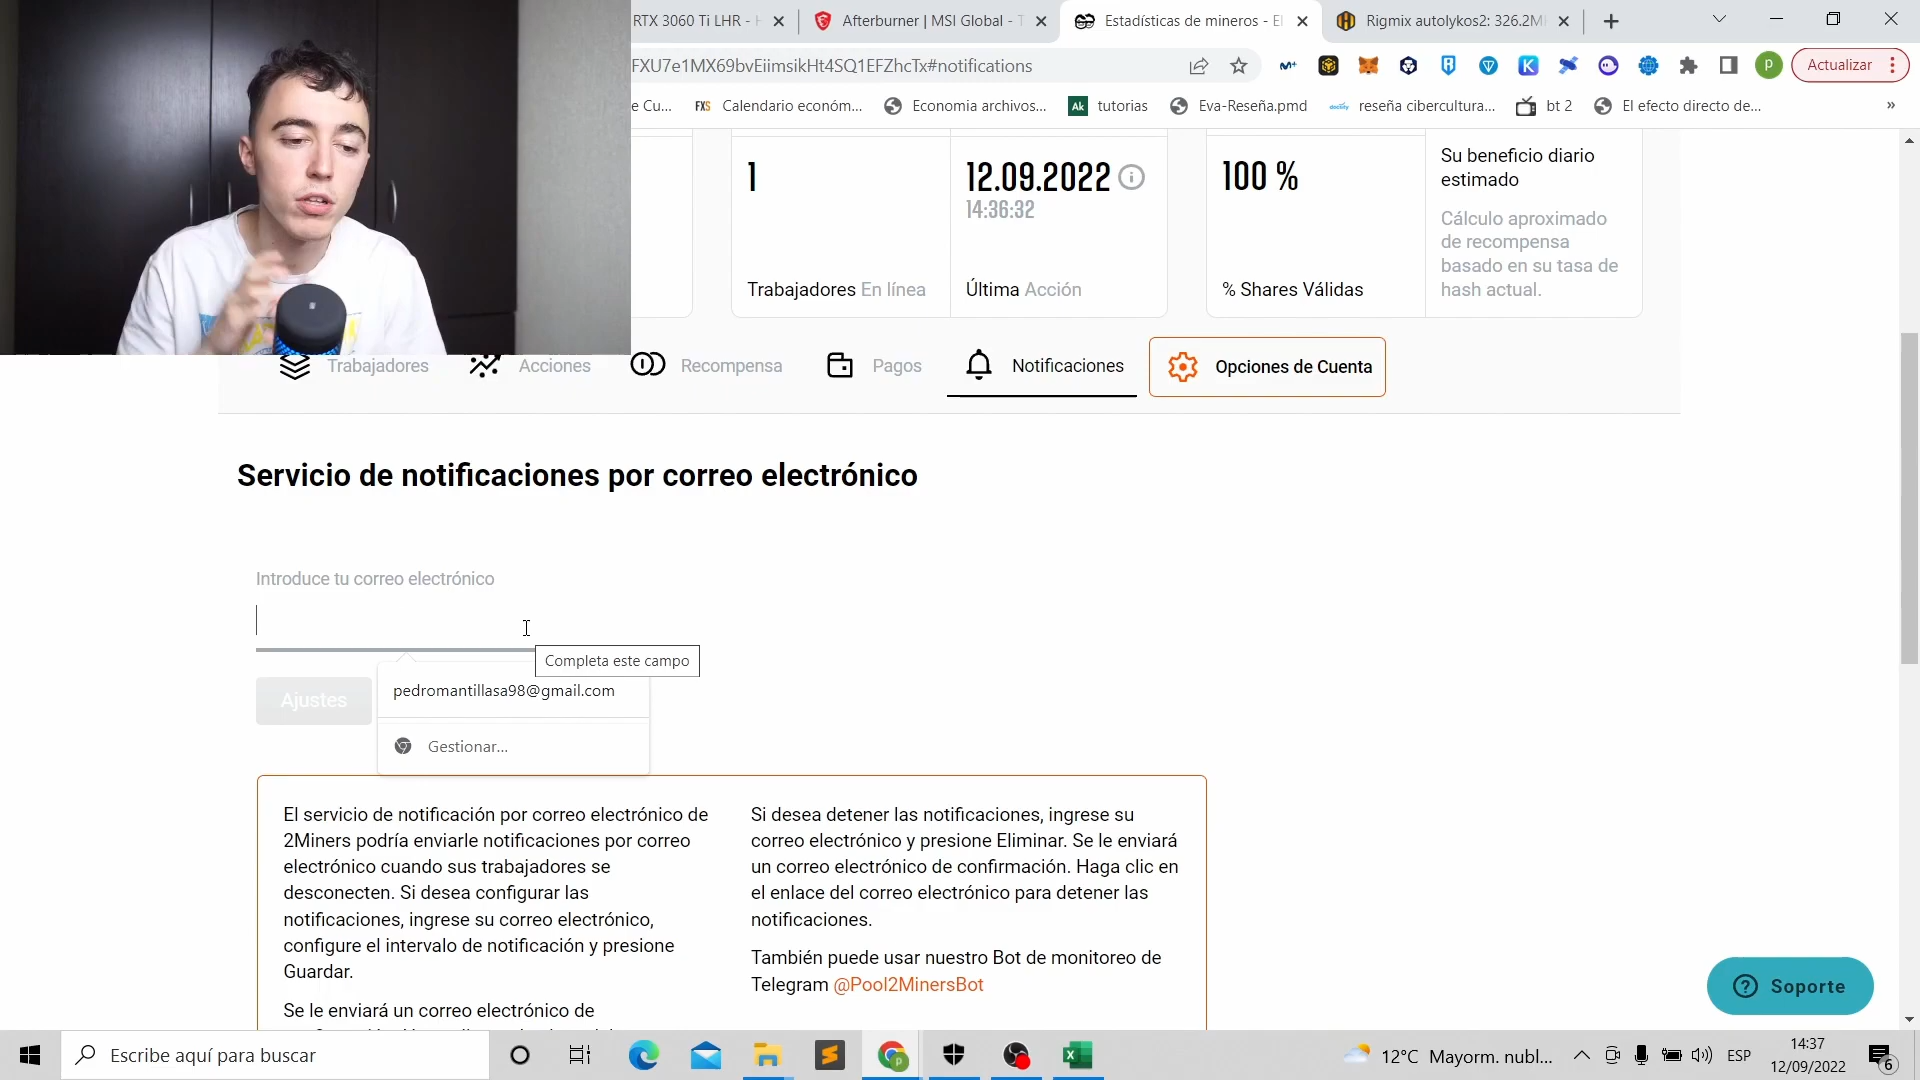 RTX 3060 Ti LHR - H
Afterburner | MSI Global - T
Estadísticas de mineros - El
Rigmix autolykos2: 326.2M
FXU7e1MX69bvEiimsikHt4SQ1EFZhcTx#notifications
P
Actualizar
e Cu...
FXS Calendario económ...
Economia archivos...
Ak tutorias
Eva-Reseña.pmd
docsity reseña cibercultura...
bt 2
El efecto directo de...
»
1
Trabajadores En línea
12.09.2022
14:36:32
Última Acción
100 %
% Shares Válidas
Su beneficio diario
estimado
Cálculo aproximado
de recompensa
basado en su tasa de
hash actual.
Trabajadores
Acciones
Recompensa
Pagos
Notificaciones
Opciones de Cuenta
Servicio de notificaciones por correo electrónico
Introduce tu correo electrónico
Completa este campo
Ajustes
pedromantillasa98@gmail.com
Gestionar...
El servicio de notificación por correo electrónico de
2Miners podría enviarle notificaciones por correo
electrónico cuando sus trabajadores se
desconecten. Si desea configurar las
notificaciones, ingrese su correo electrónico,
configure el intervalo de notificación y presione
Guardar.
Se le enviará un correo electrónico de
Si desea detener las notificaciones, ingrese su
correo electrónico y presione Eliminar. Se le enviará
un correo electrónico de confirmación. Haga clic en
el enlace del correo electrónico para detener las
notificaciones.
También puede usar nuestro Bot de monitoreo de
Telegram @Pool2MinersBot
Soporte
Escribe aquí para buscar
12°C Mayorm. nubl...
ESP
14:37
12/09/2022
6